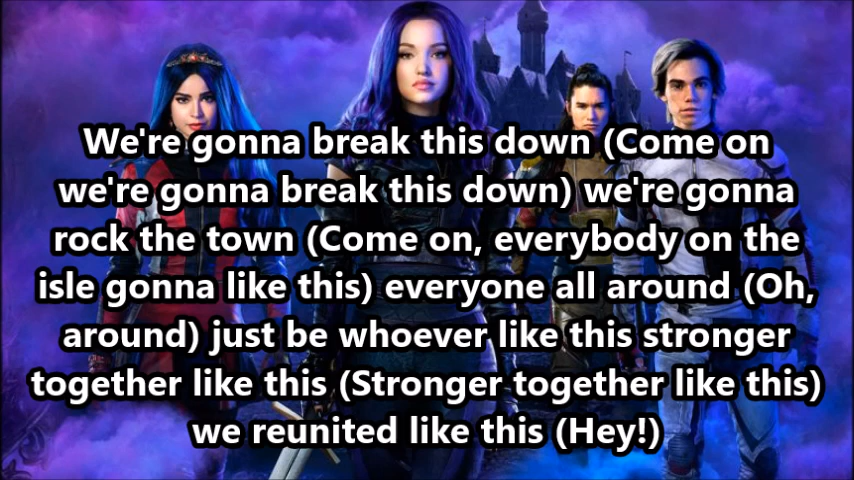 We're gonna break this down (Come on
we're gonna break this down) we're gonna
rock the town (Come on, everybody on the
isle gonna like this) everyone all around (Oh,
around) just be whoever like this stronger
together like this (Stronger together like this)
we reunited like this (Hey!)